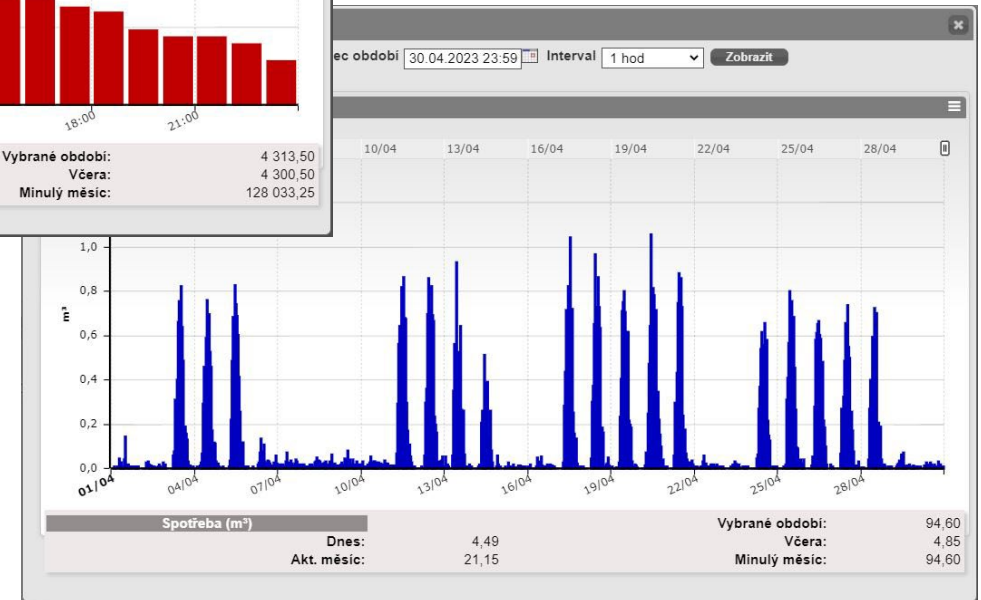 18:00 21:00
Vybrané období: 4 313,50
Včera: 4 300,50
Minulý měsíc: 128 033,25
ec období 30.04.2023 23:59 Interval 1 hod Zobrazit
10/04 13/04 16/04 19/04 22/04 25/04 28/04
1,0
0,8
m³
0,6
0,4
0,2
0,0
01/04 04/04 07/04 10/04 13/04 16/04 19/04 22/04 25/04 28/04
Spotřeba (m³) Vybrané období: 94,60
Dnes: 4,49 Včera: 4,85
Akt. měsíc: 21,15 Minulý měsíc: 94,60